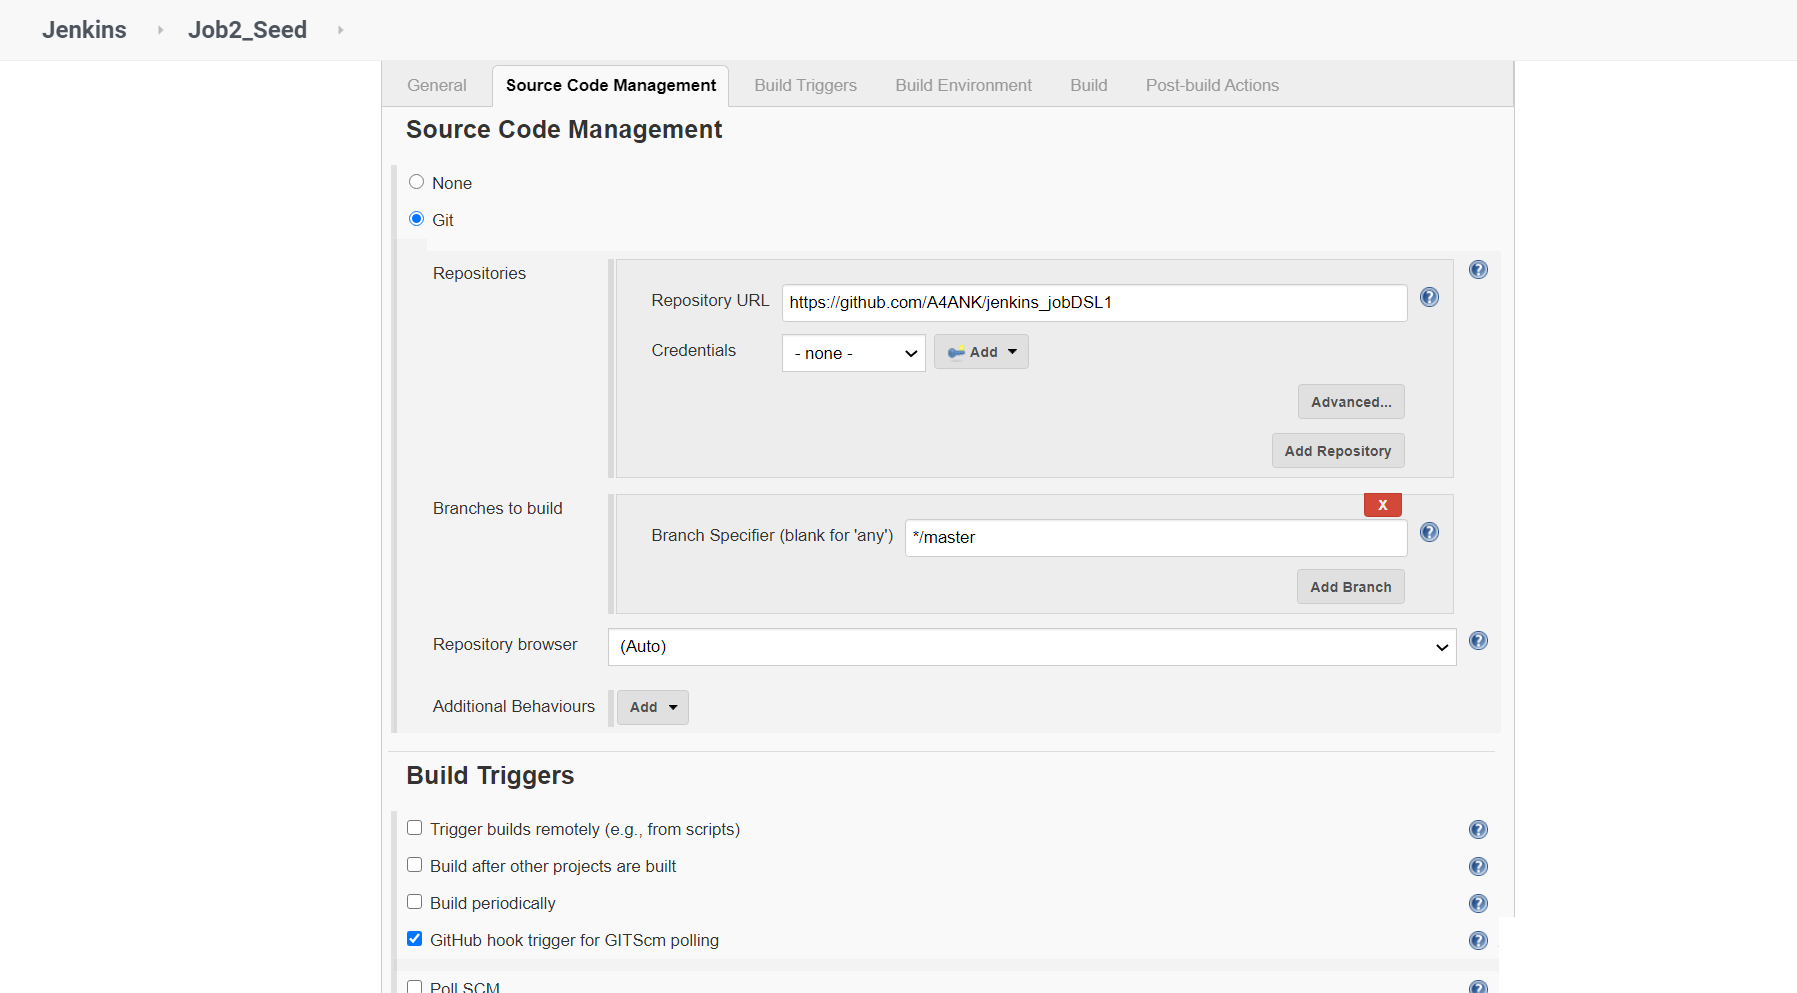 Jenkins Job2_Seed
General Source Code Management Build Triggers Build Environment Build Post-build Actions
Source Code Management
None
Git
Repositories
Repository URL https://github.com/A4ANK/jenkins_jobDSL1
Credentials - none - Add
Advanced...
Add Repository
Branches to build
X
Branch Specifier (blank for 'any') */master
Add Branch
Repository browser (Auto)
Additional Behaviours Add
Build Triggers
Trigger builds remotely (e.g., from scripts)
Build after other projects are built
Build periodically
GitHub hook trigger for GITScm polling
Poll SCM